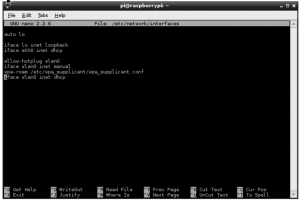 pi@raspberrypi: ~
File Edit Tabs Help
GNU nano 2.2.6 File: /etc/network/interfaces
auto lo
iface lo inet loopback
iface eth0 inet dhcp
allow-hotplug wlan0
iface wlan0 inet manual
wpa-roam /etc/wpa_supplicant/wpa_supplicant.conf
iface wlan0 inet dhcp
^G Get Help ^O WriteOut ^R Read File ^Y Prev Page ^K Cut Text ^C Cur Pos
^X Exit ^J Justify ^W Where Is ^V Next Page ^U UnCut Text ^T To Spell